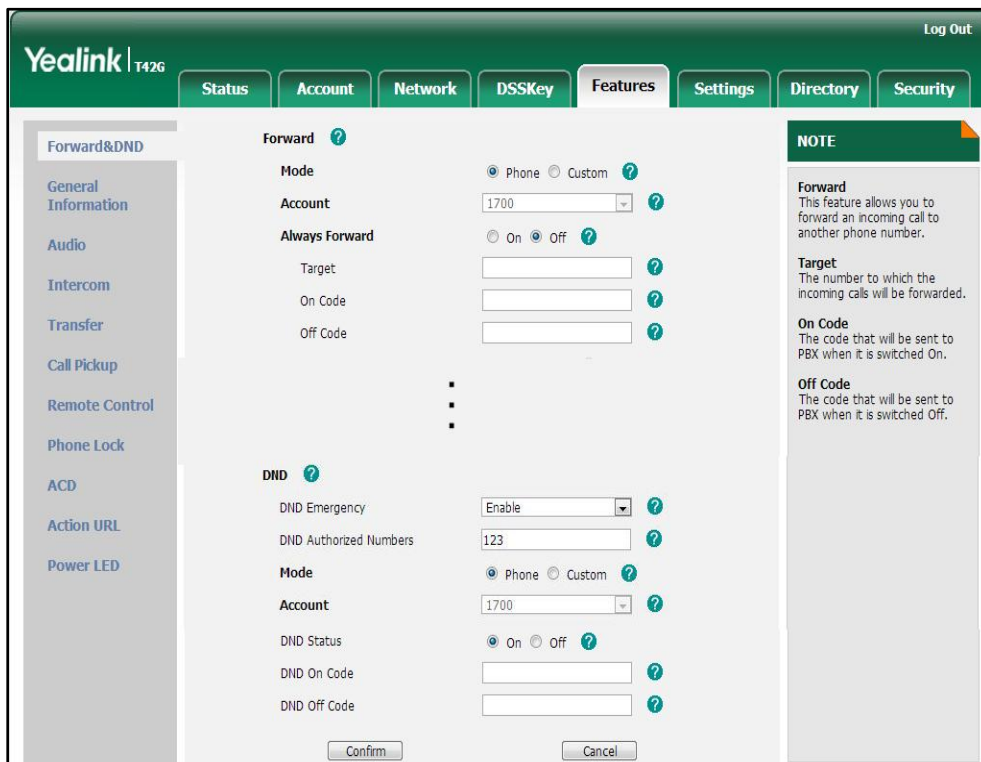 Log Out
Yealink T42G
Status Account Network DSSKey Features Settings Directory Security
Forward&DND
General
Information
Audio
Intercom
Transfer
Call Pickup
Remote Control
Phone Lock
ACD
Action URL
Power LED
Forward ?
Mode Phone Custom ?
Account 1700 ?
Always Forward On Off ?
Target ?
On Code ?
Off Code ?
DND ?
DND Emergency Enable ?
DND Authorized Numbers 123 ?
Mode Phone Custom ?
Account 1700 ?
DND Status On Off ?
DND On Code ?
DND Off Code ?
Confirm Cancel
NOTE
Forward
This feature allows you to
forward an incoming call to
another phone number.
Target
The number to which the
incoming calls will be forwarded.
On Code
The code that will be sent to
PBX when it is switched On.
Off Code
The code that will be sent to
PBX when it is switched Off.